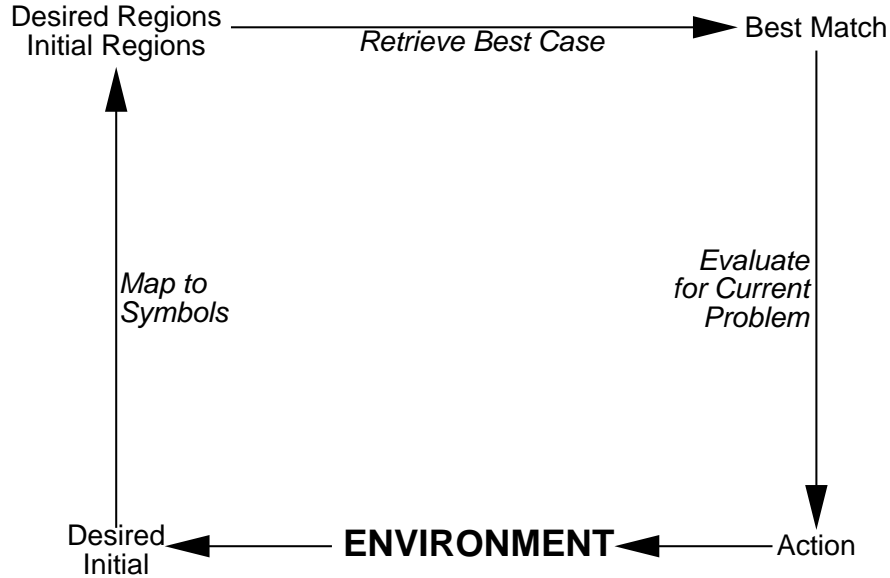 Desired Regions
Initial Regions
Retrieve Best Case
Best Match
Map to
Symbols
Evaluate
for Current
Problem
Desired
Initial
ENVIRONMENT
Action